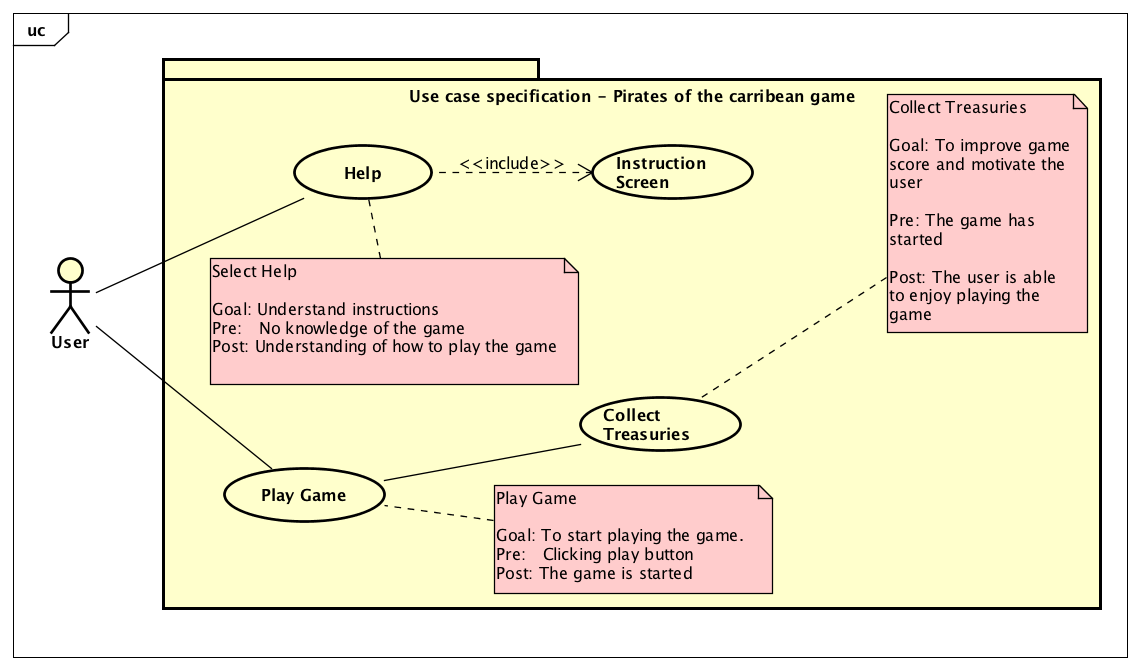 uc
Use case specification - Pirates of the carribean game
Help
<<include>>
Instruction
Screen
Collect Treasuries
Goal: To improve game
score and motivate the
user
Pre: The game has
started
Post: The user is able
to enjoy playing the
game
Select Help
Goal: Understand instructions
Pre: No knowledge of the game
Post: Understanding of how to play the game
User
Collect
Treasuries
Play Game
Play Game
Goal: To start playing the game.
Pre: Clicking play button
Post: The game is started